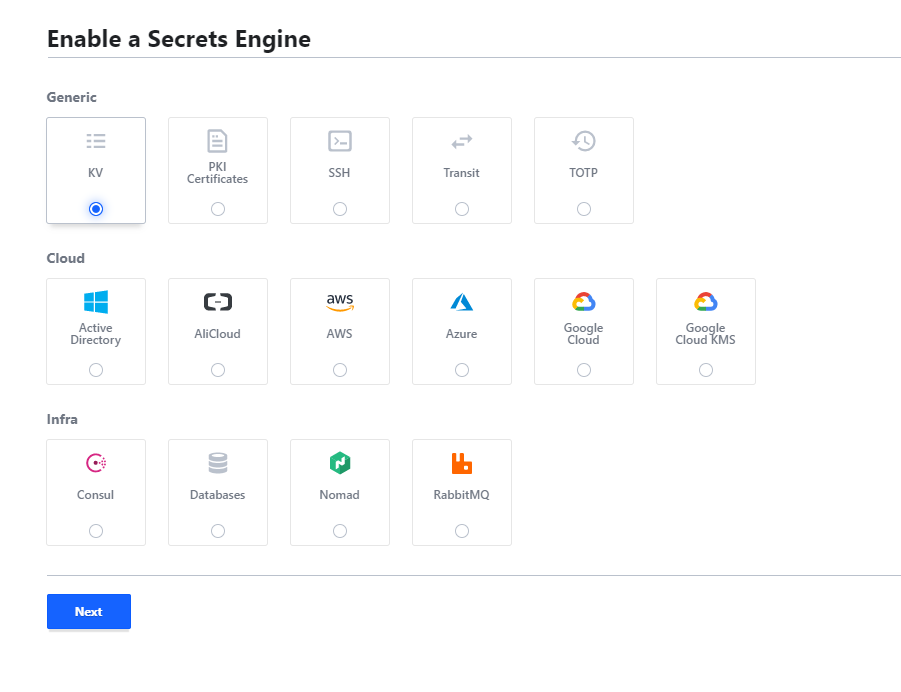 Enable a Secrets Engine
Generic
KV
PKI
Certificates
SSH
Transit
TOTP
Cloud
Active
Directory
AliCloud
aws
AWS
Azure
Google
Cloud
Google
Cloud KMS
Infra
Consul
Databases
Nomad
RabbitMQ
Next